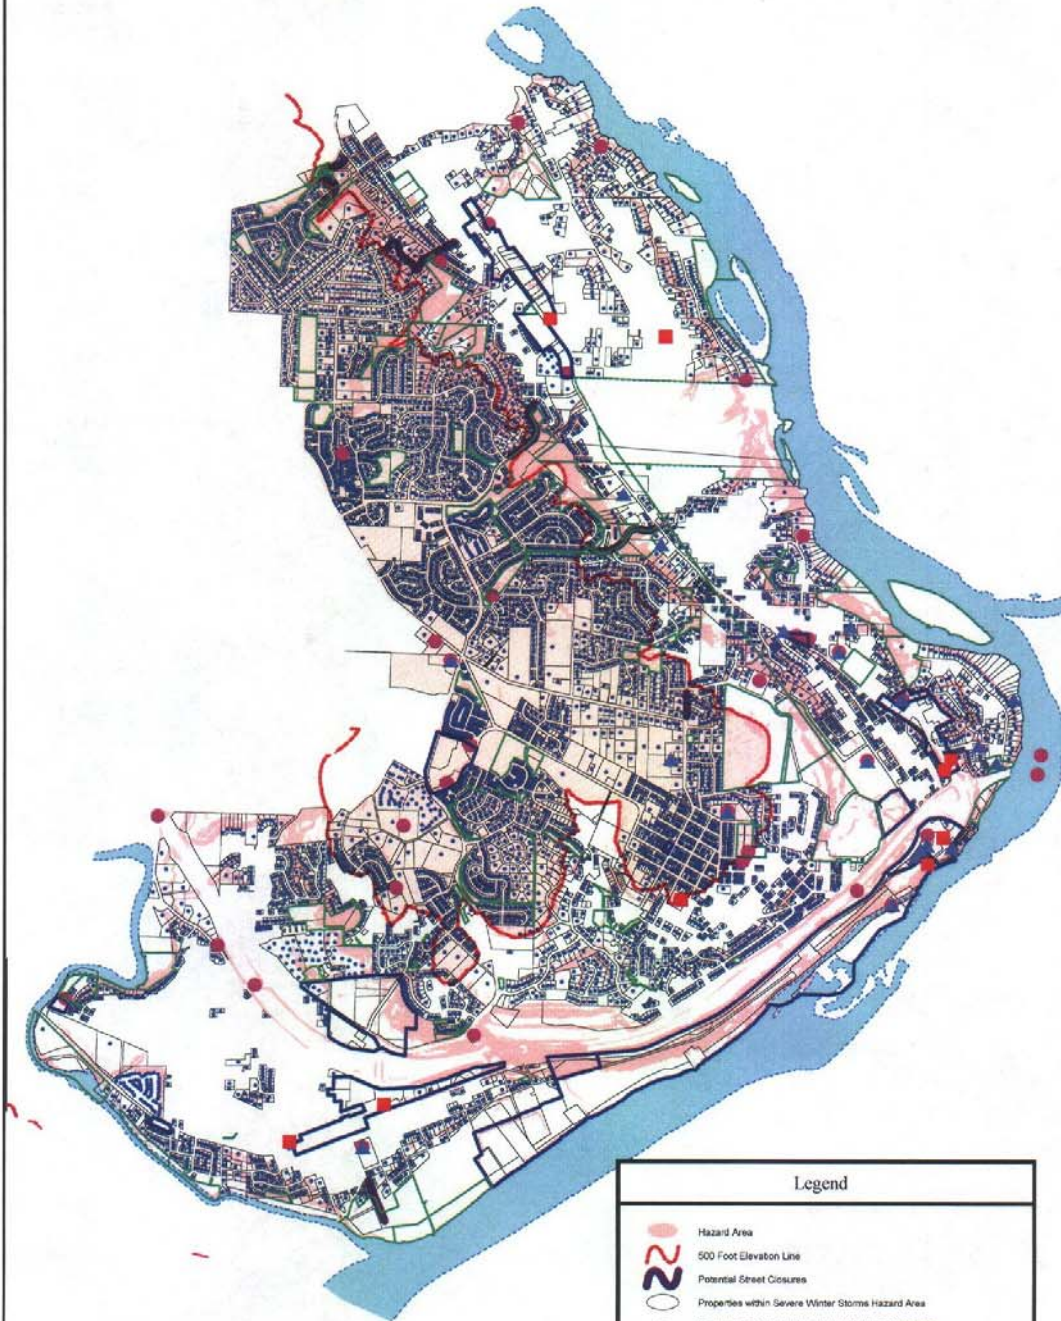 Legend
Hazard Area
500 Foot Elevation Line
Potential Street Closures
Properties within Severe Winter Storms Hazard Area